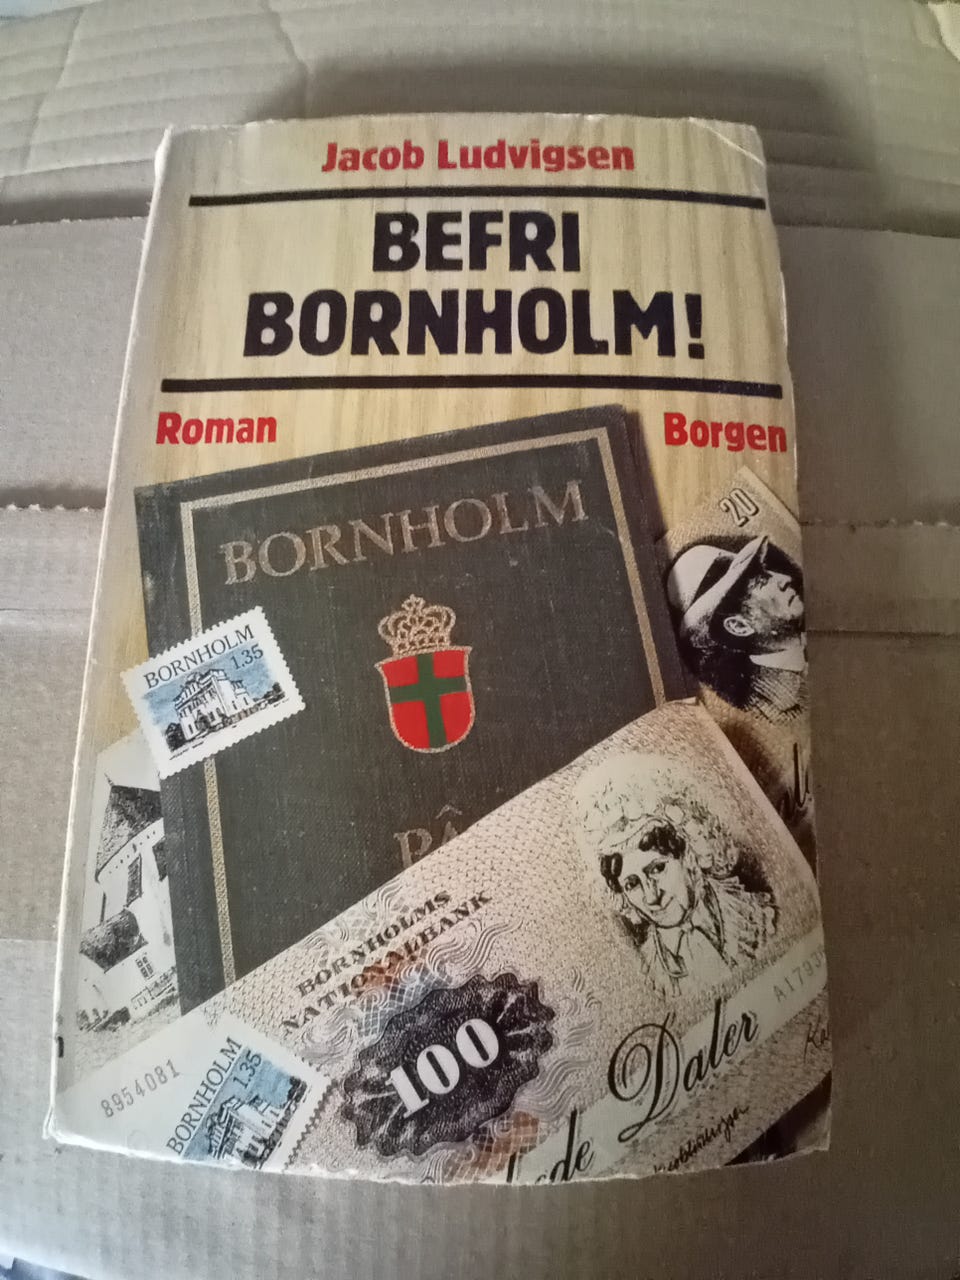 Jacob Ludvigsen
BEFRI
BORNHOLM!
Roman
Borgen
BORNHOLM
20
BORNHOLM
1.35
BORNHOLMS
NATIONALBANK
A1793
100
Daler
8954081
BORNHOLM
1.35